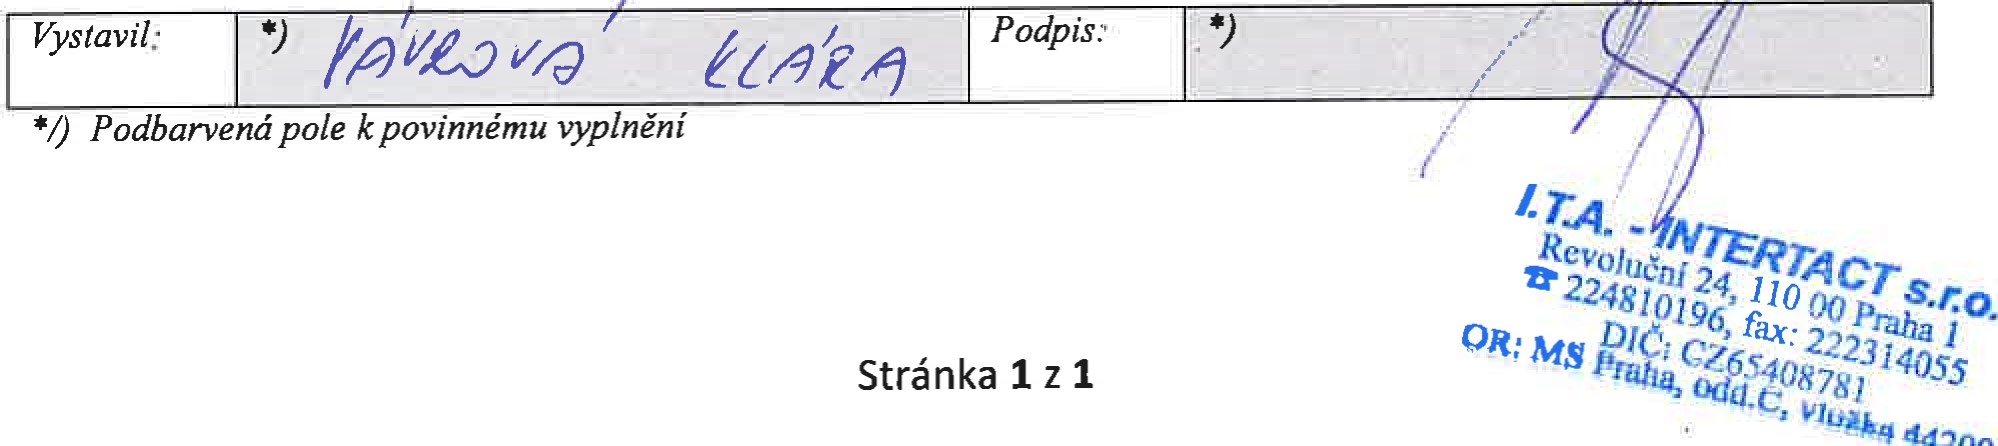 Vystavil: *) VÁVROVÁ KLÁRA Podpis: *)
*/) Podbarvená pole k povinnému vyplnění
I.T.A. - INTERTACT s.r.o.
Revoluční 24, 110 00 Praha 1
☎ 224810196, fax: 222314055
DIČ: CZ65408781
OR: MS Praha, odd.C, vložka
Stránka 1 z 1